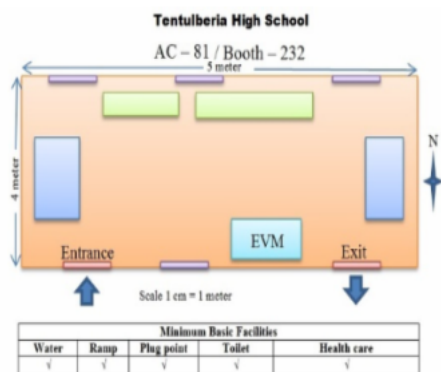 Tentulberia High School
AC – 81 / Booth – 232
5 meter
4 meter
N
EVM
Entrance
Exit
Scale 1 cm = 1 meter
Minimum Basic Facilities
Water Ramp Plug point Toilet Health care
√ √ √ √ √